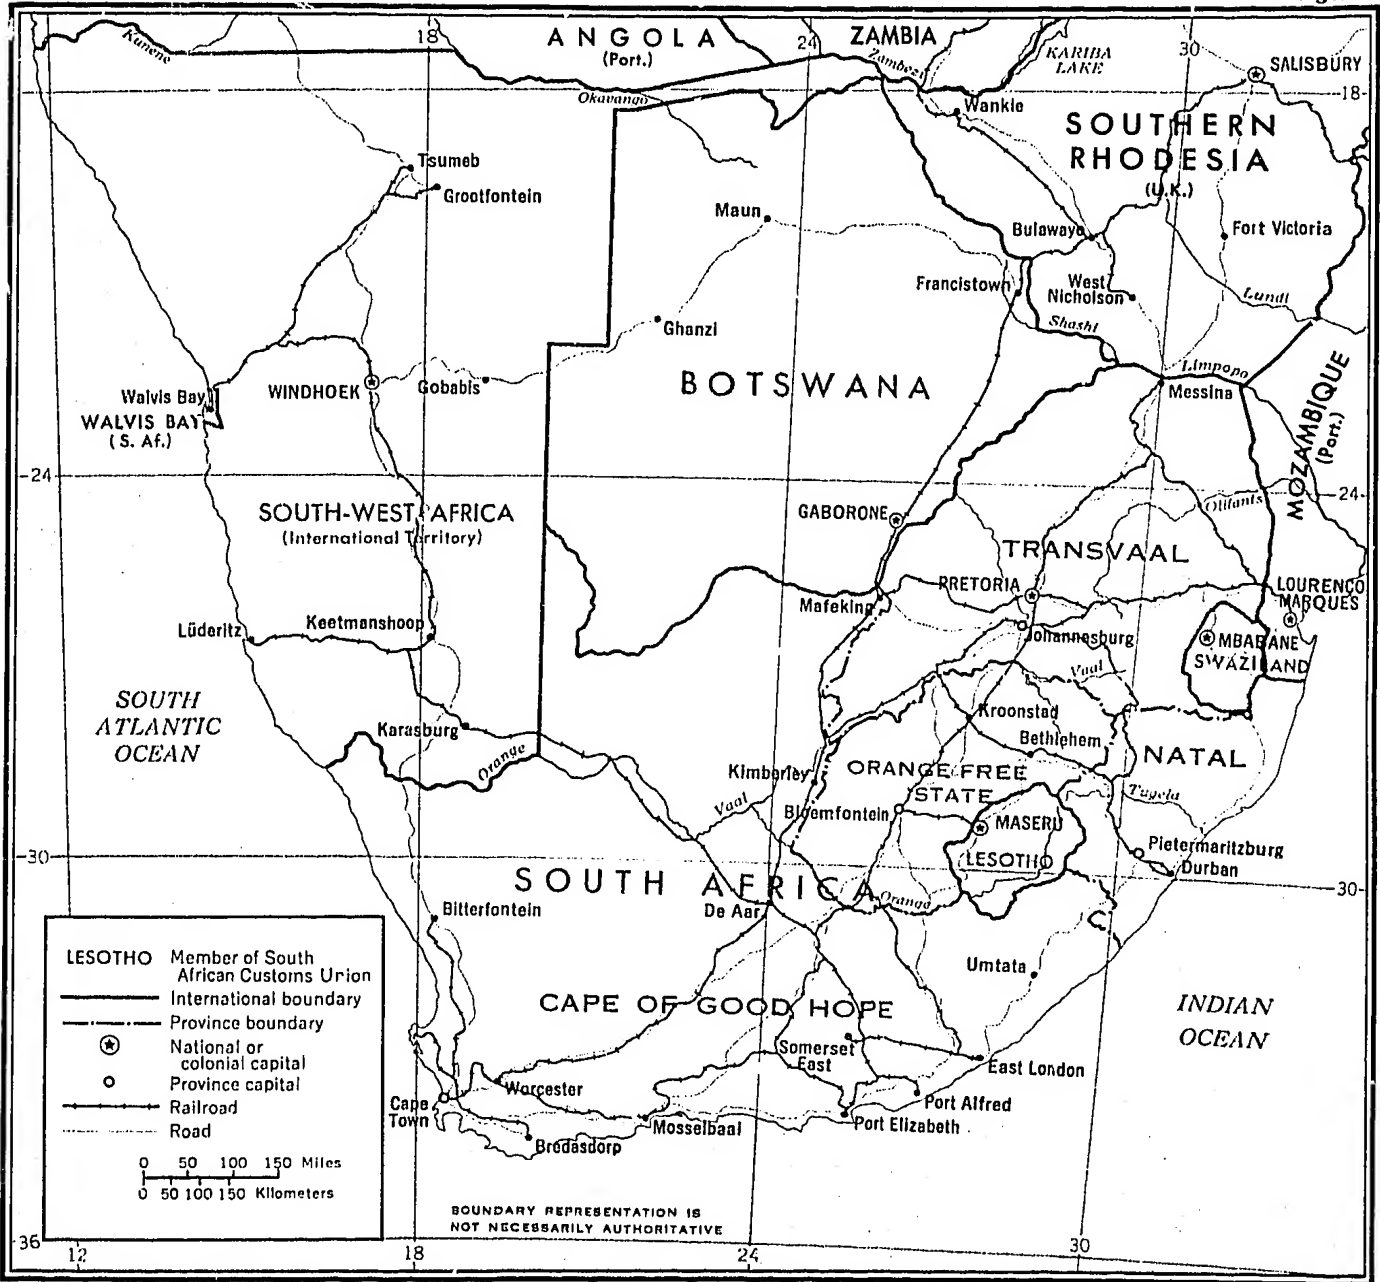 ANGOLA
(Port.)
ZAMBIA
KARIBA
LAKE
Kunene
18
24
30
Zambezi
SALISBURY
Okavango
Wankie
-18-
SOUTHERN
RHODESIA
(U.K.)
Tsumeb
Grootfontein
Maun
Bulawayo
Fort Victoria
Francistown
West
Nicholson
Lundi
Ghanzi
Shashi
Limpopo
Walvis Bay
WALVIS BAY
(S. Af.)
WINDHOEK
Gobabis
BOTSWANA
Messina
MOZAMBIQUE
(Port.)
-24
24-
SOUTH-WEST AFRICA
(International Territory)
GABORONE
Olifants
TRANSVAAL
PRETORIA
Mafeking
LOURENCO
MARQUES
Lüderitz
Keetmanshoop
Johannesburg
MBABANE
SWAZILAND
Vaal
SOUTH
ATLANTIC
OCEAN
Karasburg
Kroonstad
Bethlehem
NATAL
Orange
Kimberley
ORANGE FREE
STATE
Vaal
Bloemfontein
Tugela
MASERU
LESOTHO
Pietermaritzburg
Durban
-30
30-
SOUTH AFRICA
Orange
De Aar
Bitterfontein
Umtata
CAPE OF GOOD HOPE
INDIAN
OCEAN
Somerset
East
East London
Worcester
Cape
Town
Port Alfred
Mosselbaai
Port Elizabeth
Bredasdorp
LESOTHO Member of South
African Customs Union
International boundary
Province boundary
National or
colonial capital
Province capital
Railroad
Road
0 50 100 150 Miles
0 50 100 150 Kilometers
BOUNDARY REPRESENTATION IS
NOT NECESSARILY AUTHORITATIVE
-36
12
18
24
30